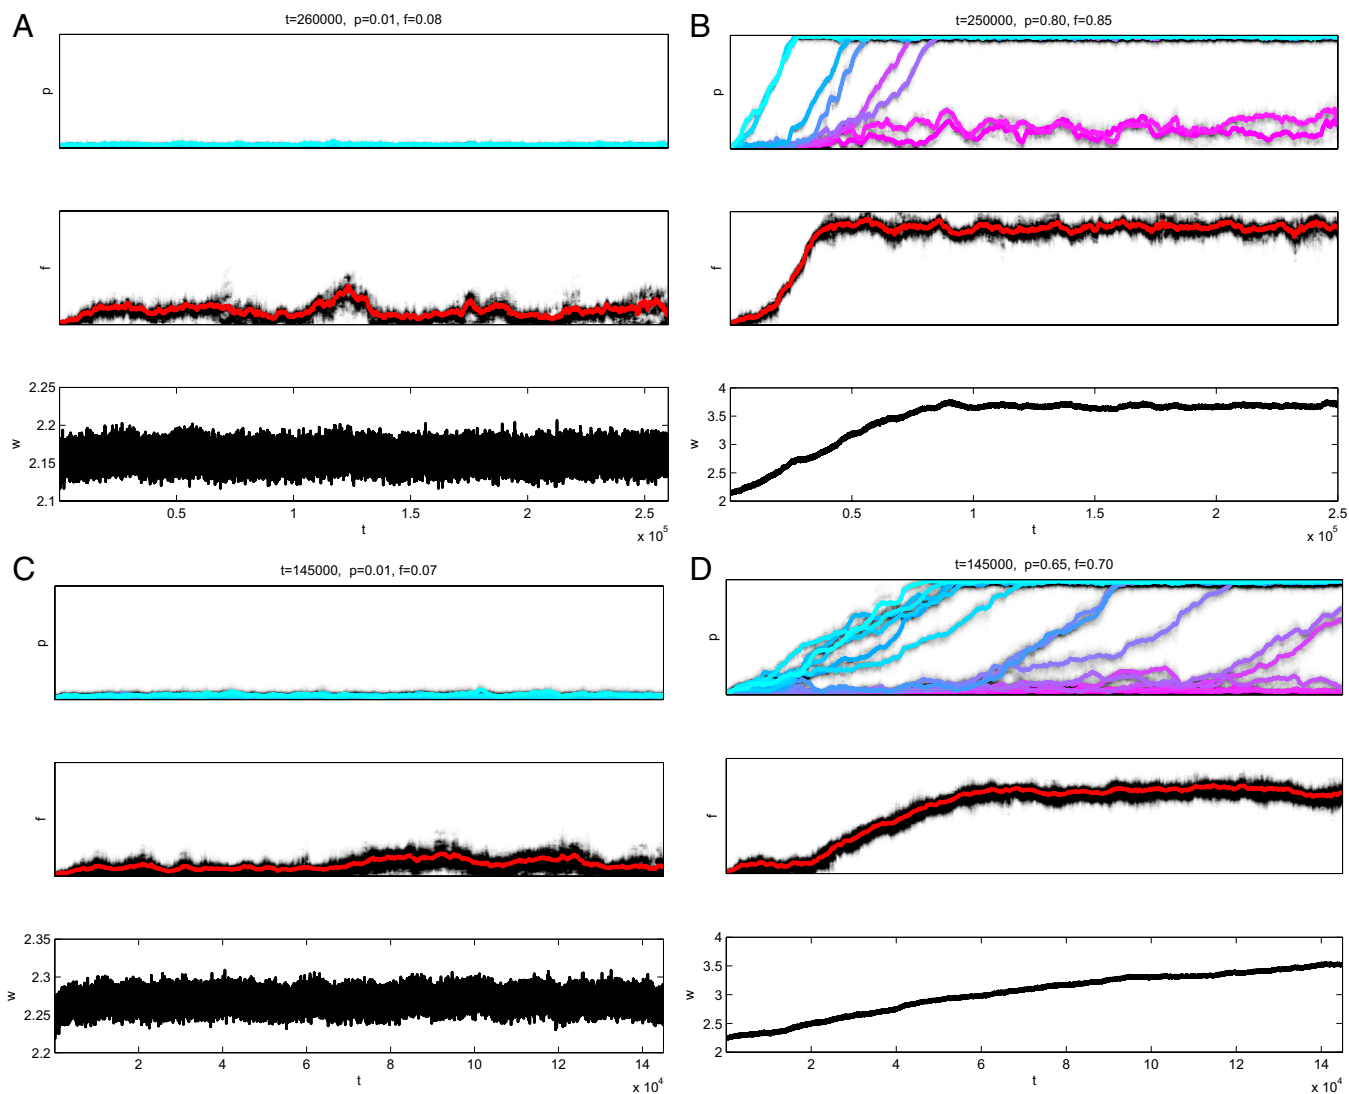 A
t=260000, p=0.01, f=0.08
p
f
2.25
2.2
2.15
2.1
w
0.5
1
1.5
2
2.5
t
x 10^5
B
t=250000, p=0.80, f=0.85
p
f
4
3.5
3
2.5
2
w
0.5
1
1.5
2
2.5
t
x 10^5
C
t=145000, p=0.01, f=0.07
p
f
2.35
2.3
2.25
2.2
w
2
4
6
8
10
12
14
t
x 10^4
D
t=145000, p=0.65, f=0.70
p
f
4
3.5
3
2.5
2
w
2
4
6
8
10
12
14
t
x 10^4